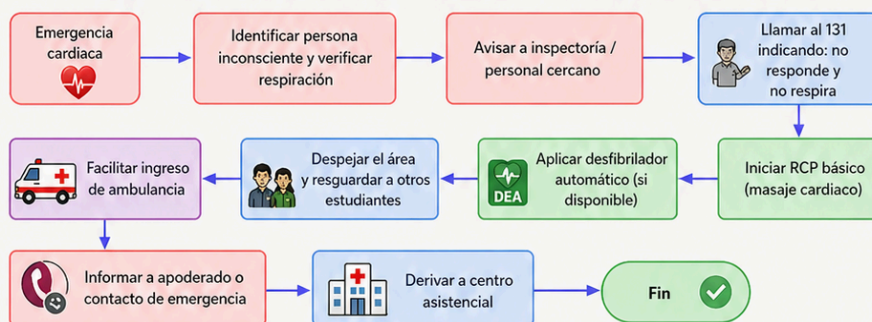 Emergencia
cardiaca
Identificar persona
inconsciente y verificar
respiración
Avisar a inspectoría /
personal cercano
Llamar al 131
indicando: no
responde y
no respira
Iniciar RCP básico
(masaje cardiaco)
Aplicar desfibrilador
automático (si
disponible)
DEA
Despejar el área
y resguardar a otros
estudiantes
Facilitar ingreso
de ambulancia
Informar a apoderado o
contacto de emergencia
Derivar a centro
asistencial
Fin